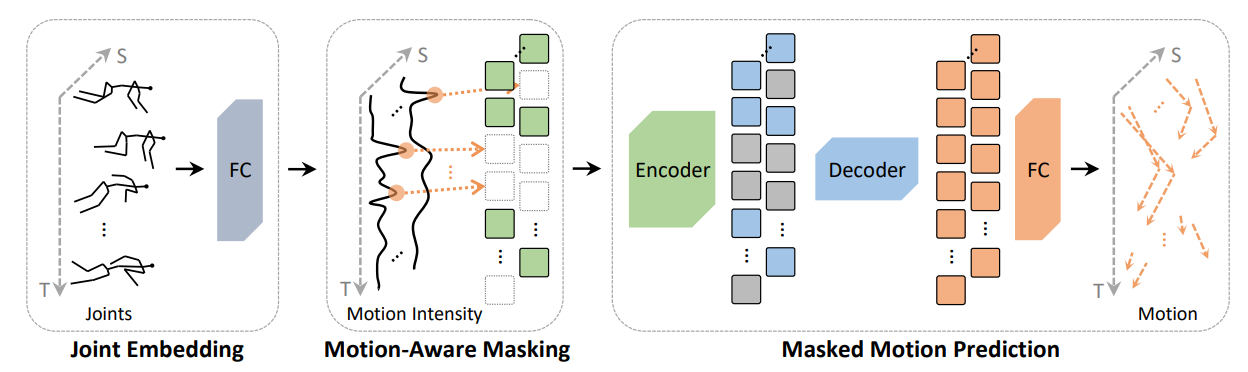 S
T
Joints
FC
Joint Embedding
S
T
Motion Intensity
Motion-Aware Masking
Encoder
Decoder
FC
S
T
Motion
Masked Motion Prediction